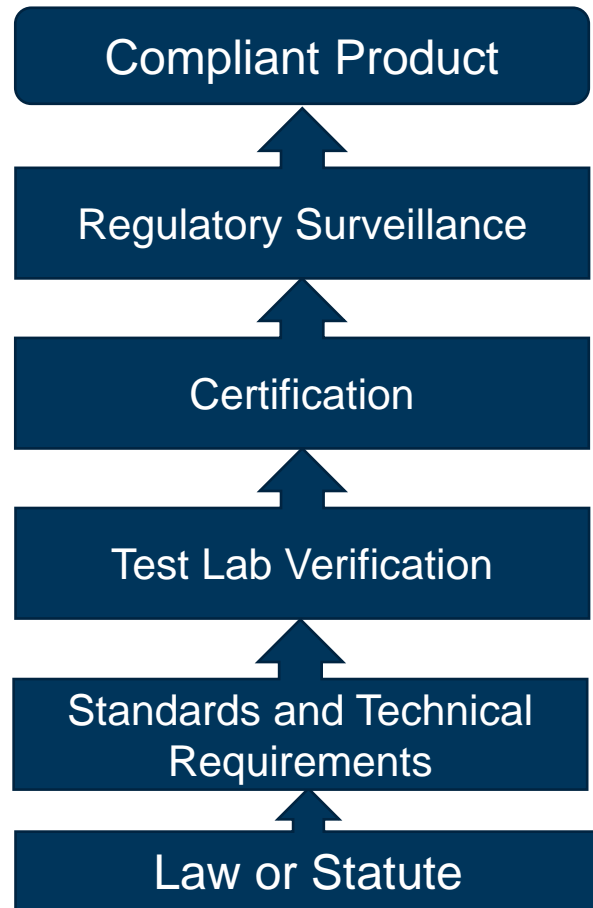 Compliant Product
Regulatory Surveillance
Certification
Test Lab Verification
Standards and Technical
Requirements
Law or Statute